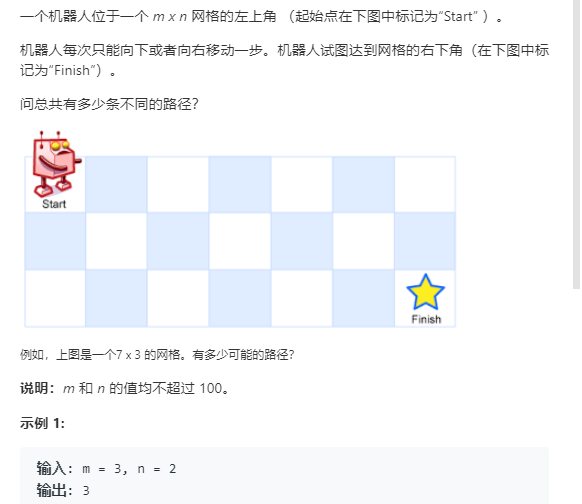 一个机器人位于一个 m x n 网格的左上角 （起始点在下图中标记为“Start” ）。
机器人每次只能向下或者向右移动一步。机器人试图达到网格的右下角（在下图中标
记为“Finish”）。
问总共有多少条不同的路径？
Start
Finish
例如，上图是一个7 x 3 的网格。有多少可能的路径？
说明：m 和 n 的值均不超过 100。
示例 1:
输入: m = 3, n = 2
输出: 3